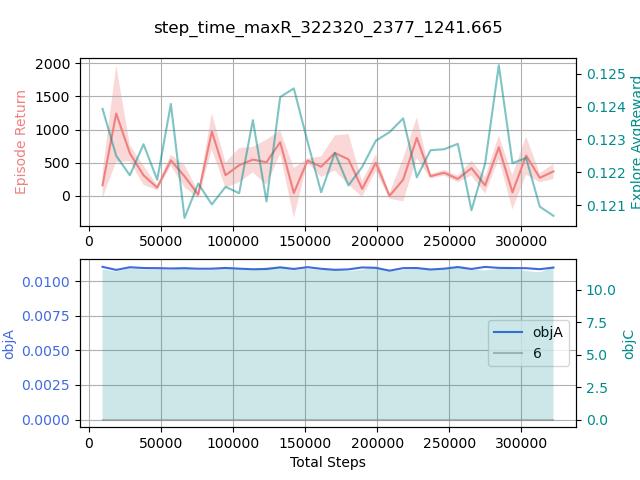 step_time_maxR_322320_2377_1241.665
Episode Return
2000
1500
1000
500
0
0.125
0.124
0.123
0.122
0.121
Explore AvgReward
0 50000 100000 150000 200000 250000 300000
objA
0.0100
0.0075
0.0050
0.0025
0.0000
10.0
7.5
5.0
2.5
0.0
objC
objA
6
0 50000 100000 150000 200000 250000 300000
Total Steps